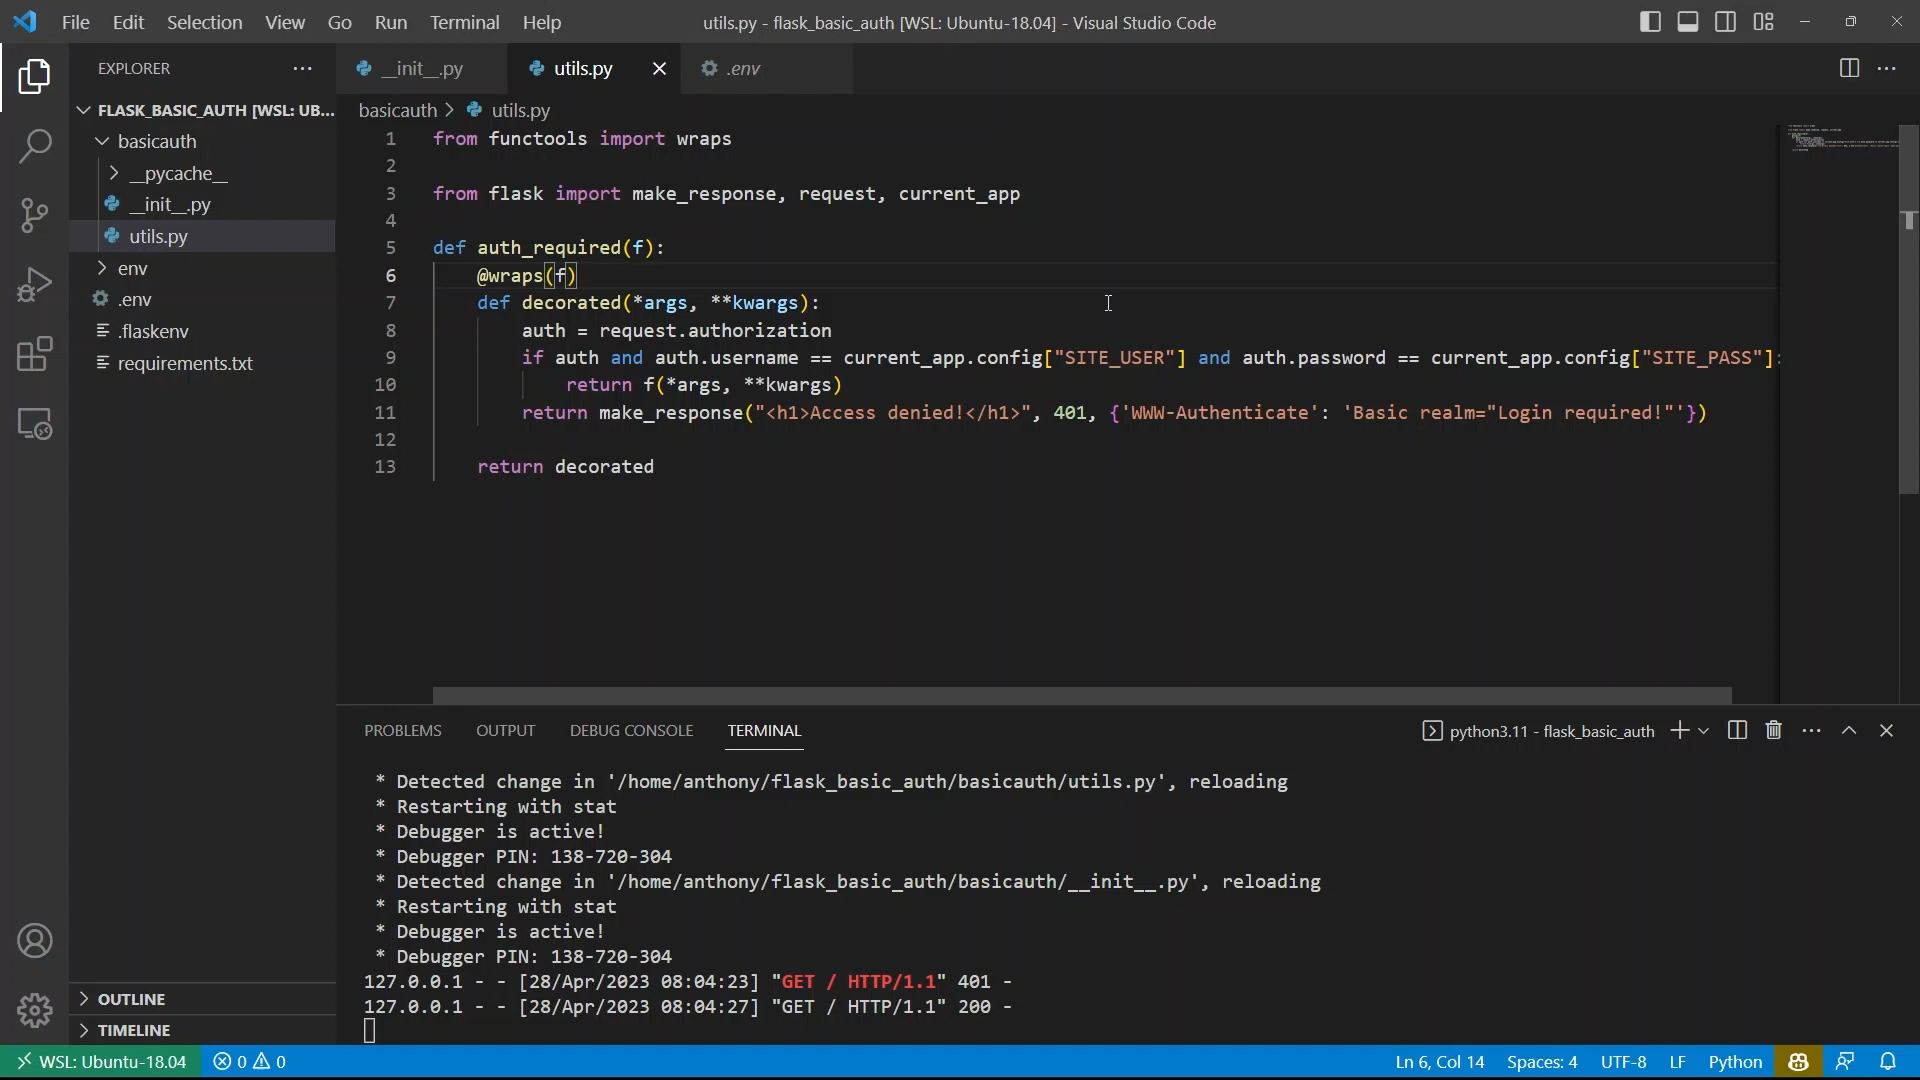 File Edit Selection View Go Run Terminal Help
utils.py - flask_basic_auth [WSL: Ubuntu-18.04] - Visual Studio Code
EXPLORER
FLASK_BASIC_AUTH [WSL: UB...
basicauth
__pycache__
__init__.py
utils.py
env
.env
.flaskenv
requirements.txt
OUTLINE
TIMELINE
__init__.py utils.py .env
basicauth > utils.py
1 from functools import wraps
2
3 from flask import make_response, request, current_app
4
5 def auth_required(f):
6     @wraps(f)
7     def decorated(*args, **kwargs):
8         auth = request.authorization
9         if auth and auth.username == current_app.config["SITE_USER"] and auth.password == current_app.config["SITE_PASS"]:
10             return f(*args, **kwargs)
11         return make_response("<h1>Access denied!</h1>", 401, {'WWW-Authenticate': 'Basic realm="Login required!"'})
12
13     return decorated
PROBLEMS OUTPUT DEBUG CONSOLE TERMINAL
python3.11 - flask_basic_auth
* Detected change in '/home/anthony/flask_basic_auth/basicauth/utils.py', reloading
* Restarting with stat
* Debugger is active!
* Debugger PIN: 138-720-304
* Detected change in '/home/anthony/flask_basic_auth/basicauth/__init__.py', reloading
* Restarting with stat
* Debugger is active!
* Debugger PIN: 138-720-304
127.0.0.1 - - [28/Apr/2023 08:04:23] "GET / HTTP/1.1" 401 -
127.0.0.1 - - [28/Apr/2023 08:04:27] "GET / HTTP/1.1" 200 -
WSL: Ubuntu-18.04 0 0
Ln 6, Col 14 Spaces: 4 UTF-8 LF Python